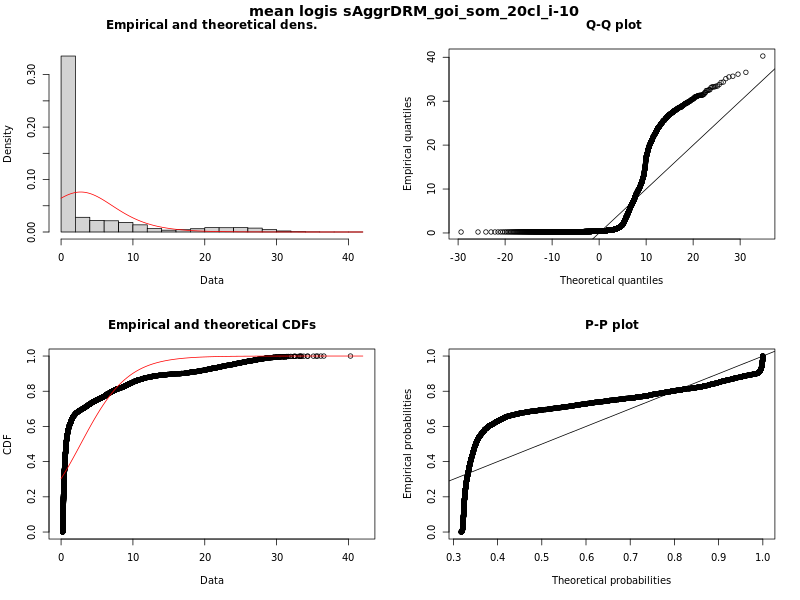 mean logis sAggrDRM_goi_som_20cl_i-10
Empirical and theoretical dens.
Density
0.00 0.10 0.20 0.30
0 10 20 30 40
Data
Q-Q plot
Empirical quantiles
0 10 20 30 40
-30 -20 -10 0 10 20 30
Theoretical quantiles
Empirical and theoretical CDFs
CDF
0.0 0.2 0.4 0.6 0.8 1.0
0 10 20 30 40
Data
P-P plot
Empirical probabilities
0.0 0.2 0.4 0.6 0.8 1.0
0.3 0.4 0.5 0.6 0.7 0.8 0.9 1.0
Theoretical probabilities